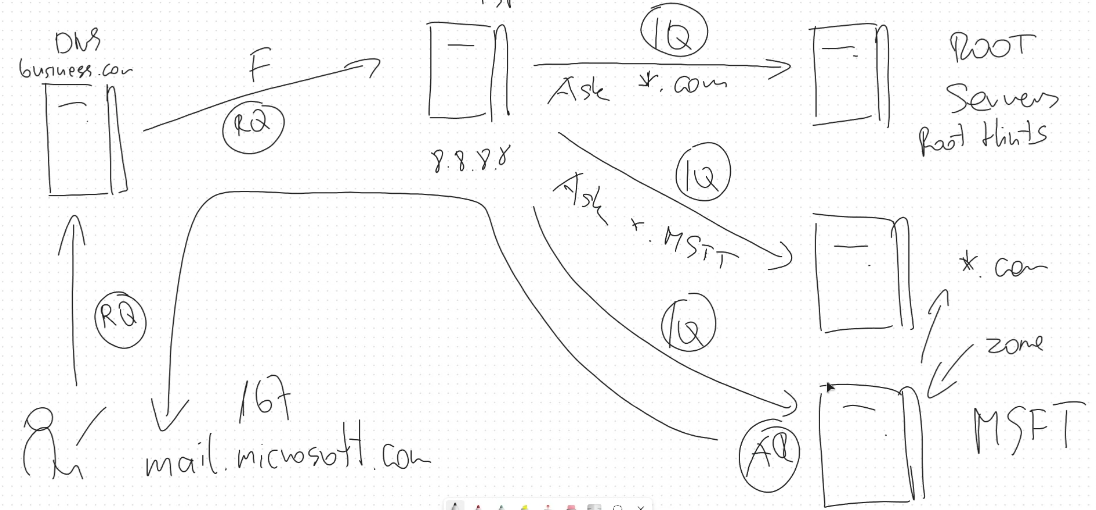 DNS
business.com
F
RQ
8.8.8.8
IQ
Ask *.com
ROOT
Servers
Root Hints
IQ
Ask *.MSTT
*.com
RQ
IQ
zone
167
mail.microsoft.com
AQ
MSFT